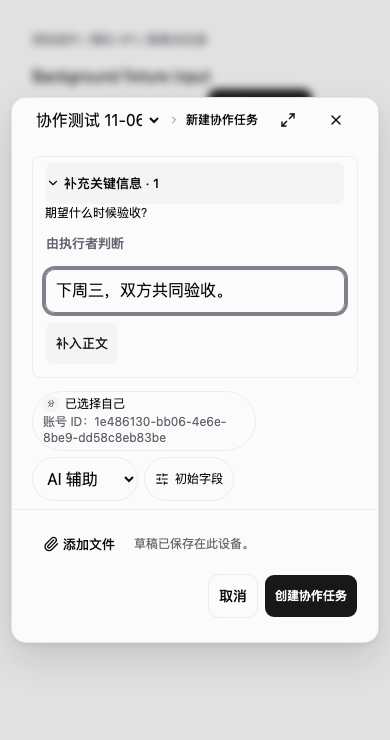 Background fixture input
协作测试 11-06
新建协作任务
补充关键信息 · 1
期望什么时候验收?
由执行者判断
下周三，双方共同验收。
补入正文
分 已选择自己
账号 ID：1e486130-bb06-4e6e-
8be9-dd58c8eb83be
AI 辅助
初始字段
添加文件
草稿已保存在此设备。
取消
创建协作任务